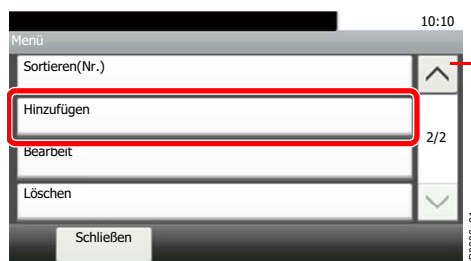 10:10
Menü
Sortieren(Nr.)
Hinzufügen
2/2
Bearbeit
Löschen
Schließen